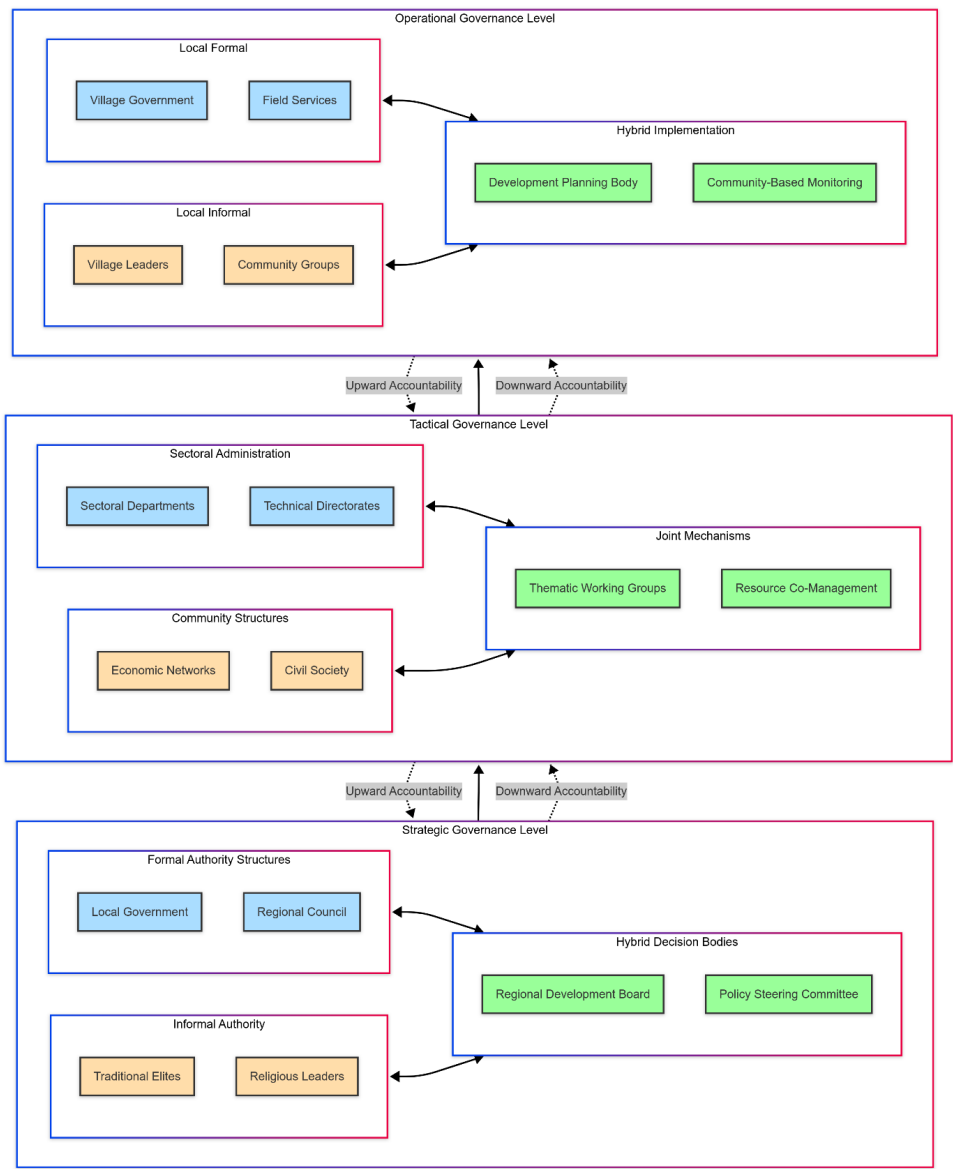 Operational Governance Level
Local Formal
Village Government
Field Services
Hybrid Implementation
Development Planning Body
Community-Based Monitoring
Local Informal
Village Leaders
Community Groups
Upward Accountability
Downward Accountability
Tactical Governance Level
Sectoral Administration
Sectoral Departments
Technical Directorates
Joint Mechanisms
Thematic Working Groups
Resource Co-Management
Community Structures
Economic Networks
Civil Society
Upward Accountability
Downward Accountability
Strategic Governance Level
Formal Authority Structures
Local Government
Regional Council
Hybrid Decision Bodies
Regional Development Board
Policy Steering Committee
Informal Authority
Traditional Elites
Religious Leaders